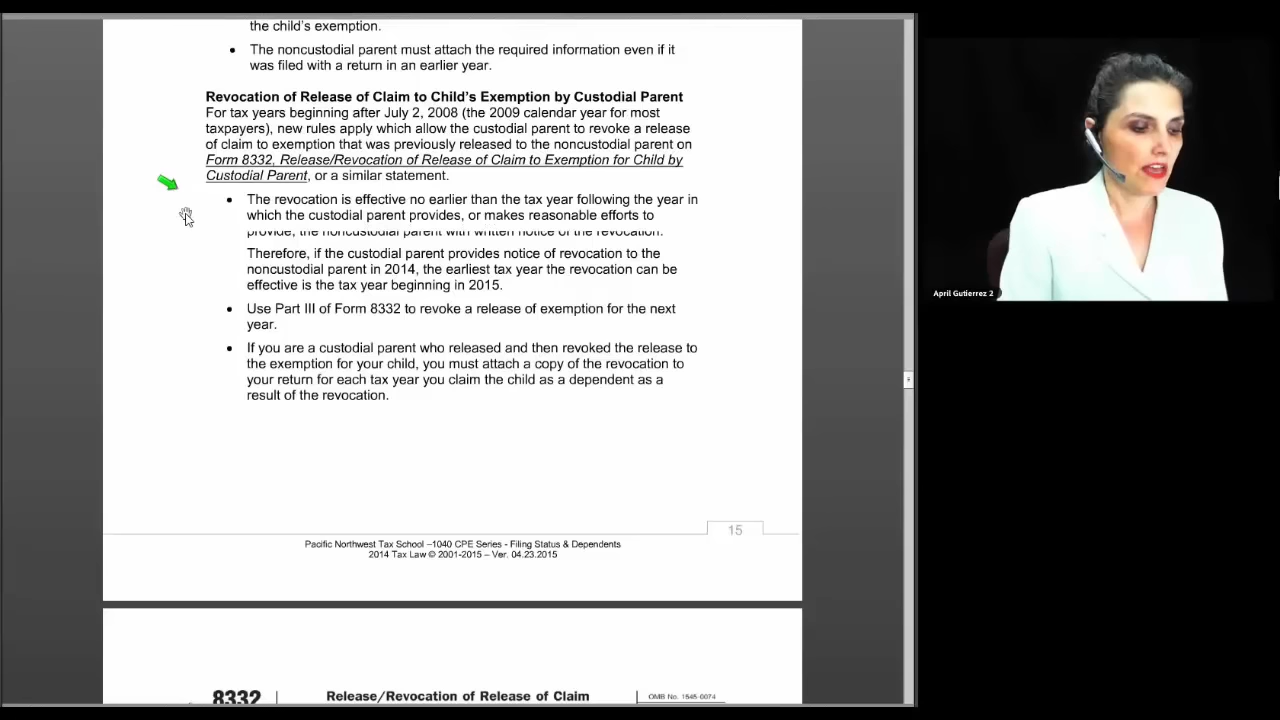 the child's exemption.
• The noncustodial parent must attach the required information even if it
was filed with a return in an earlier year.
Revocation of Release of Claim to Child's Exemption by Custodial Parent
For tax years beginning after July 2, 2008 (the 2009 calendar year for most
taxpayers), new rules apply which allow the custodial parent to revoke a release
of claim to exemption that was previously released to the noncustodial parent on
Form 8332, Release/Revocation of Release of Claim to Exemption for Child by
Custodial Parent, or a similar statement.
• The revocation is effective no earlier than the tax year following the year in
which the custodial parent provides, or makes reasonable efforts to
provide, the noncustodial parent with written notice of the revocation.
Therefore, if the custodial parent provides notice of revocation to the
noncustodial parent in 2014, the earliest tax year the revocation can be
effective is the tax year beginning in 2015.
• Use Part III of Form 8332 to revoke a release of exemption for the next
year.
• If you are a custodial parent who released and then revoked the release to
the exemption for your child, you must attach a copy of the revocation to
your return for each tax year you claim the child as a dependent as a
result of the revocation.
15
Pacific Northwest Tax School –1040 CPE Series - Filing Status & Dependents
2014 Tax Law © 2001-2015 – Ver. 04.23.2015
8332 Release/Revocation of Release of Claim OMB No. 1545-0074
April Gutierrez 2